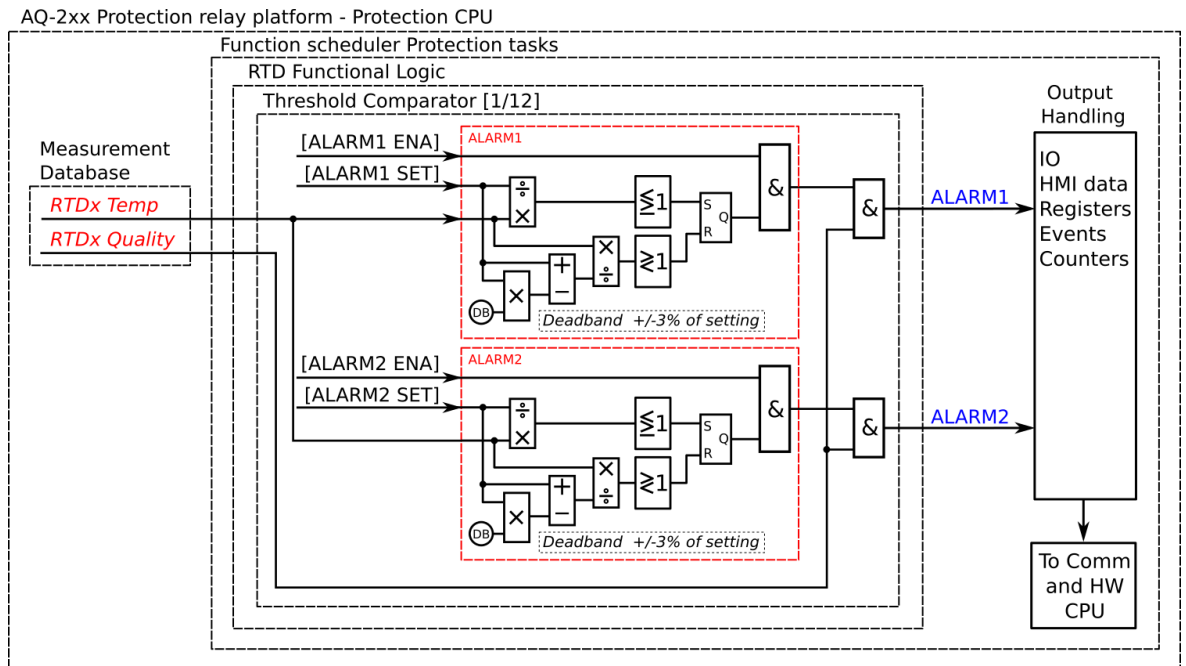 AQ-2xx Protection relay platform - Protection CPU
Function scheduler Protection tasks
RTD Functional Logic
Threshold Comparator [1/12]
Measurement
Database
RTDx Temp
RTDx Quality
[ALARM1 ENA]
[ALARM1 SET]
ALARM1
÷
×
≶1
S
Q
R
&
&
×
÷
≷1
+
−
×
DB
Deadband +/-3% of setting
ALARM1
[ALARM2 ENA]
[ALARM2 SET]
ALARM2
÷
×
≶1
S
Q
R
&
&
×
÷
≷1
+
−
×
DB
Deadband +/-3% of setting
ALARM2
Output
Handling
IO
HMI data
Registers
Events
Counters
To Comm
and HW
CPU